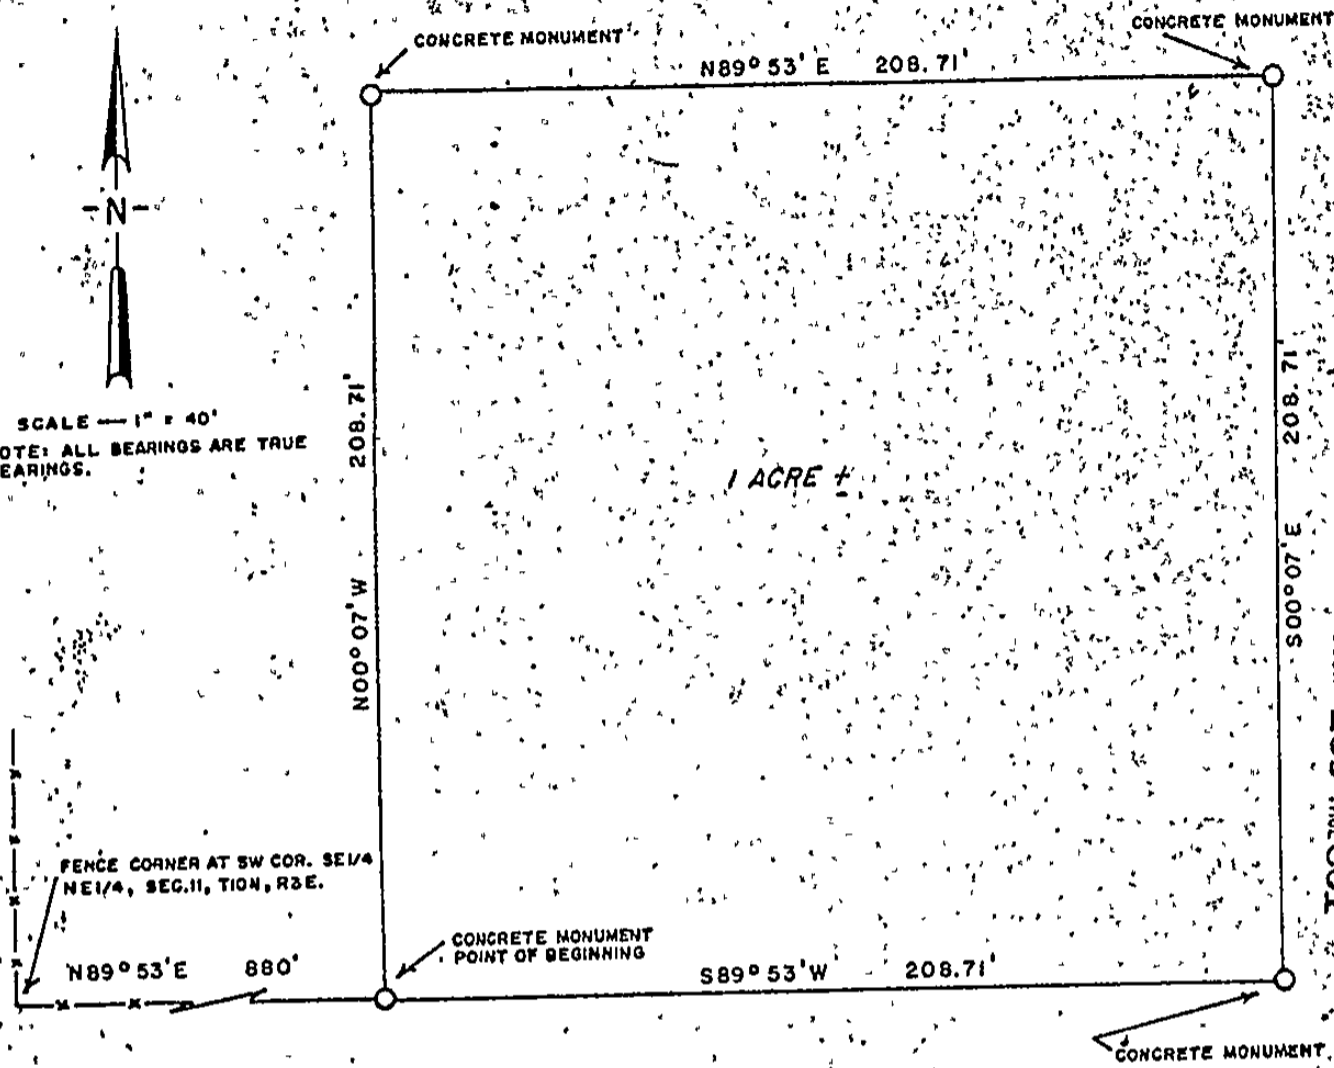 CONCRETE MONUMENT
CONCRETE MONUMENT
N89° 53' E 208.71'
-N-
SCALE — 1" = 40'
OTE: ALL BEARINGS ARE TRUE
EARINGS.
N00° 07' W 208.71'
1 ACRE ±
S00° 07' E 208.71'
FENCE CORNER AT SW COR. SE1/4
NE1/4, SEC.11, T10N, R3E.
N89° 53' E 880'
CONCRETE MONUMENT
POINT OF BEGINNING
S89° 53' W 208.71'
CONCRETE MONUMENT